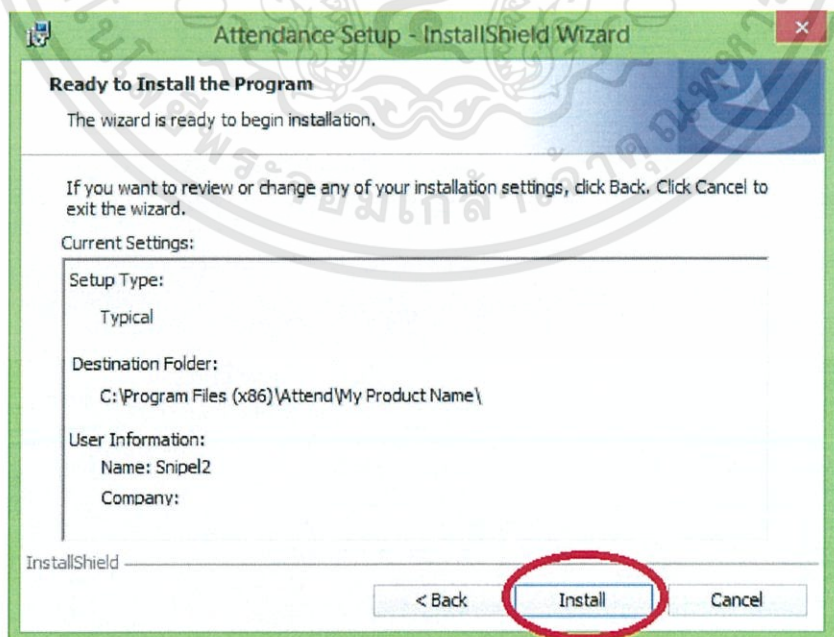 Attendance Setup - InstallShield Wizard
Ready to Install the Program
The wizard is ready to begin installation.
If you want to review or change any of your installation settings, click Back. Click Cancel to
exit the wizard.
Current Settings:
Setup Type:
Typical
Destination Folder:
C:\Program Files (x86)\Attend\My Product Name\
User Information:
Name: Snipel2
Company:
InstallShield
< Back
Install
Cancel